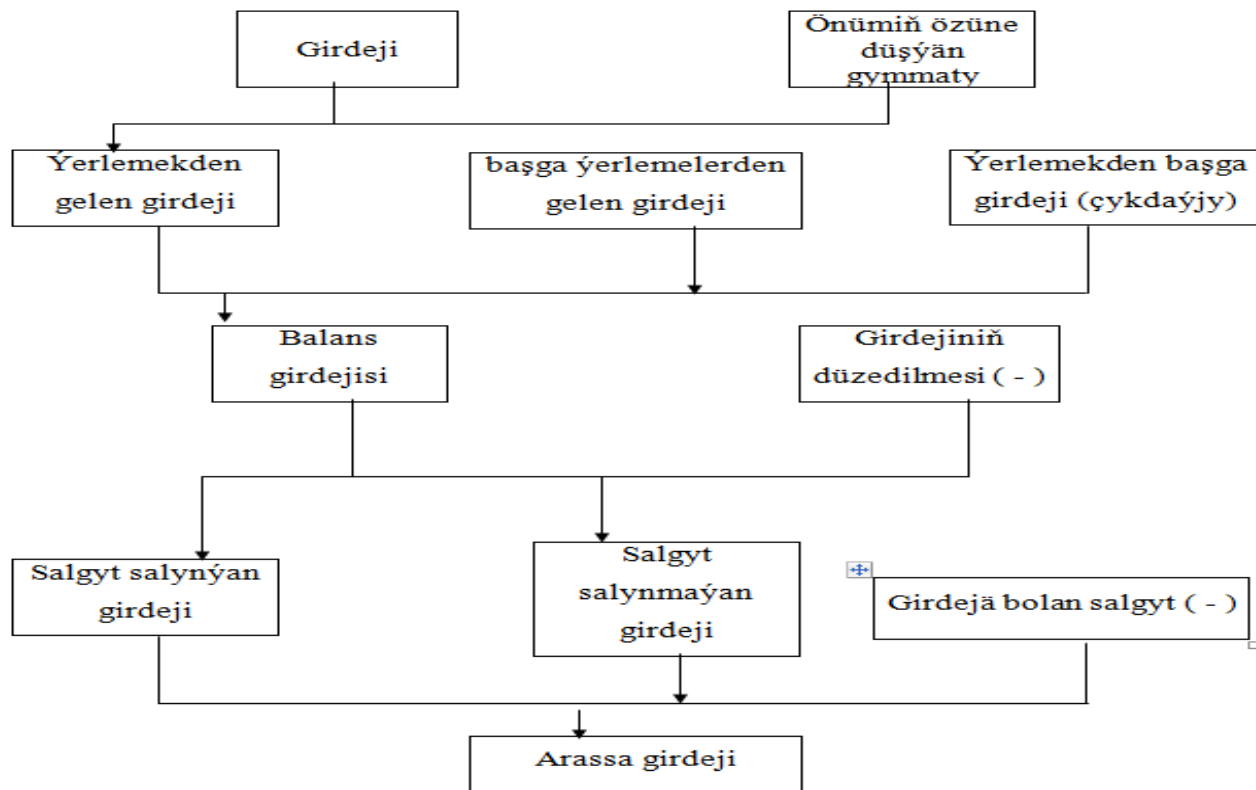 Girdeji
Önümiň özüne
düşýän
gymmaty
Ýerlemekden
gelen girdeji
başga ýerlemelerden
gelen girdeji
Ýerlemekden başga
girdeji (çykdaýjy)
Balans
girdejisi
Girdejiniň
düzedilmesi ( - )
Salgyt salynýan
girdeji
Salgyt
salynmaýan
girdeji
Girdejä bolan salgyt ( - )
Arassa girdeji